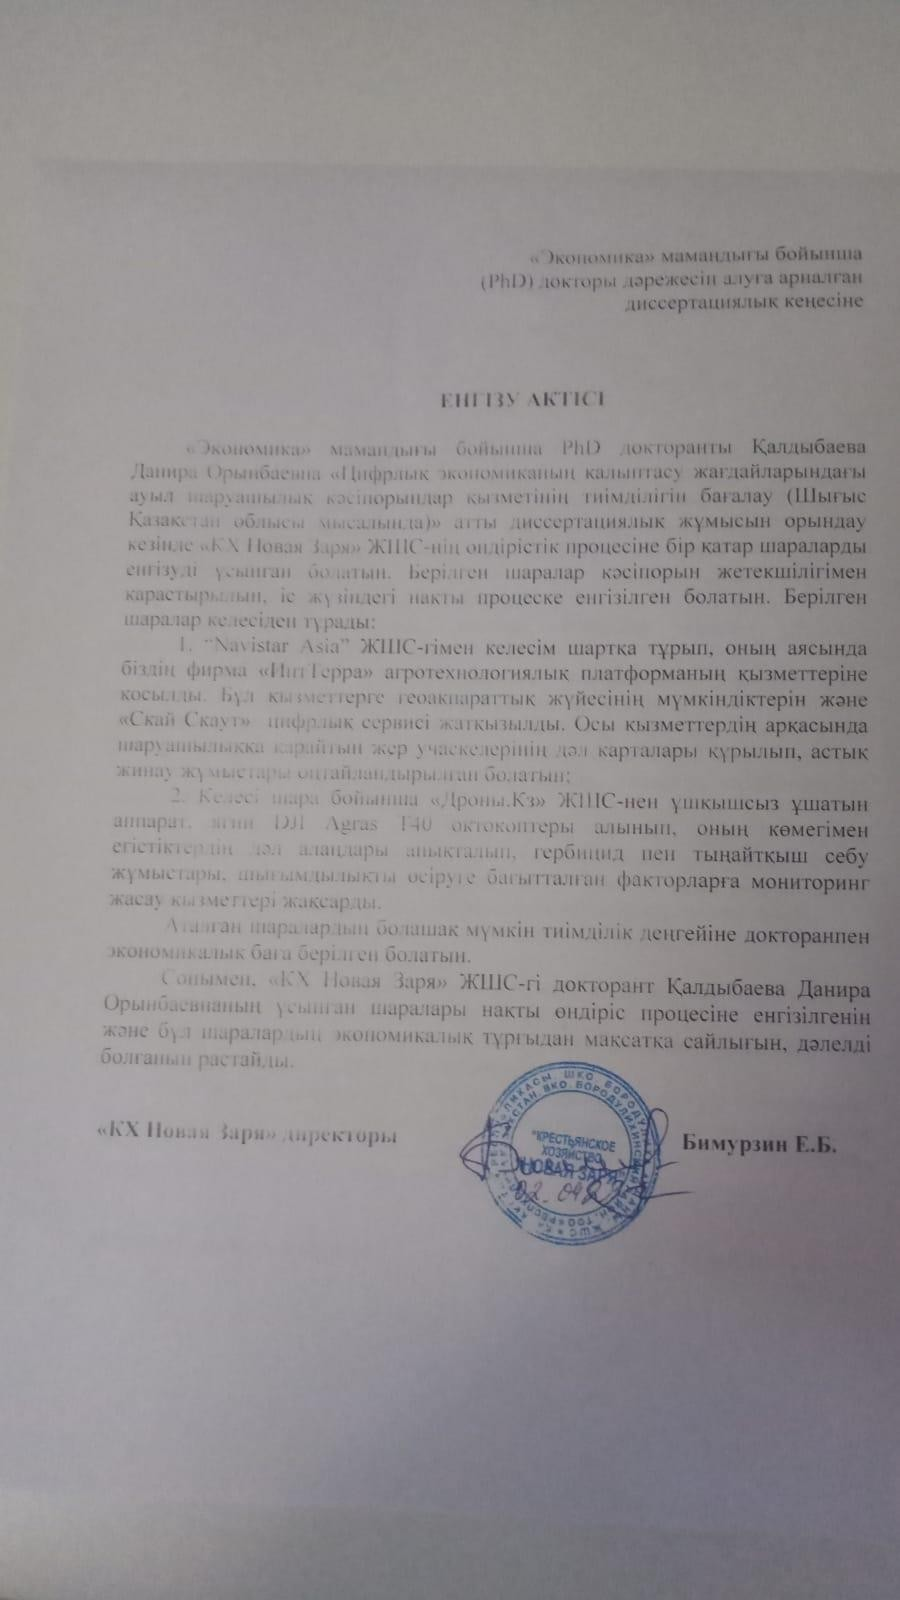 «Экономика» мамандығы бойынша
(PhD) докторы дәрежесін алуға арналған
диссертациялық кеңесіне
ЕНГІЗУ АКТІСІ
«Экономика» мамандығы бойынша PhD докторанты Қалдыбаева
Данира Орынбаевна «Цифрлық экономиканың қалыптасу жағдайларындағы
ауыл шаруашылық кәсіпорындар қызметінің тиімділігін бағалау (Шығыс
Қазақстан облысы мысалында)» атты диссертациялық жұмысын орындау
кезінде «КХ Новая Заря» ЖШС-нің өндірістік процесіне бір қатар шараларды
енгізуді ұсынған болатын. Берілген шаралар кәсіпорын жетекшілігімен
қарастырылып, іс жүзіндегі нақты процеске енгізілген болатын. Берілген
шаралар келесіден тұрады:
1. “Navistar Asia” ЖШС-гімен келесім шартқа тұрып, оның аясында
біздің фирма «ИнтТерра» агротехнологиялық платформаның қызметтеріне
қосылды. Бұл қызметтерге геоақпараттық жүйесінің мүмкіндіктерін және
«Скай Скаут» цифрлық сервисі жатқызылды. Осы қызметтердің арқасында
шаруашылыққа қарайтын жер учаскелерінің дәл карталары құрылып, астық
жинау жұмыстары оңтайландырылған болатын;
2. Келесі шара бойынша «Дроны.Кз» ЖШС-нен ұшқышсыз ұшатын
аппарат, яғни DJI Agras T40 октокоптеры алынып, оның көмегімен
егістіктердің дәл алаңдары анықталып, гербицид пен тыңайтқыш себу
жұмыстары, шығымдылықты өсіруге бағытталған факторларға мониторинг
жасау қызметтері жақсарды.
Аталған шаралардың болашақ мүмкін тиімділік деңгейіне докторанпен
экономикалық баға берілген болатын.
Сонымен, «КХ Новая Заря» ЖШС-гі докторант Қалдыбаева Данира
Орынбаевнаның ұсынған шаралары нақты өндіріс процесіне енгізілгенін
және бұл шаралардың экономикалық тұрғыдан мақсатқа сайлығын, дәлелді
болғанын растайды.
«КХ Новая Заря» директоры
Бимурзин Е.Б.
"КРЕСТЬЯНСКОЕ
ХОЗЯЙСТВО
НОВАЯ ЗАРЯ"